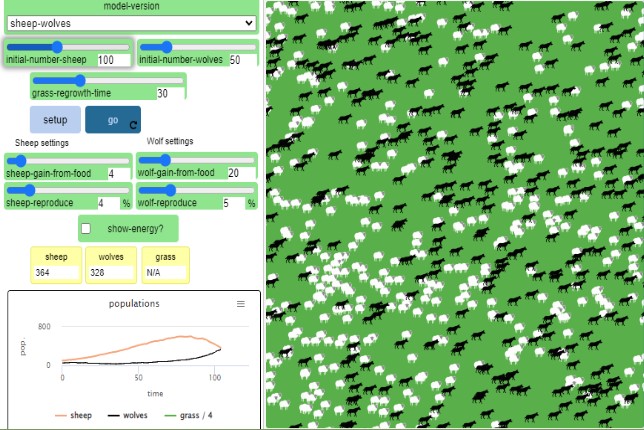 model-version
sheep-wolves
initial-number-sheep 100
initial-number-wolves 50
grass-regrowth-time 30
setup
go
Sheep settings
Wolf settings
sheep-gain-from-food 4
wolf-gain-from-food 20
sheep-reproduce 4 %
wolf-reproduce 5 %
show-energy?
sheep wolves grass
364 328 N/A
populations
800
pop.
0
0 50 100
time
sheep wolves grass / 4